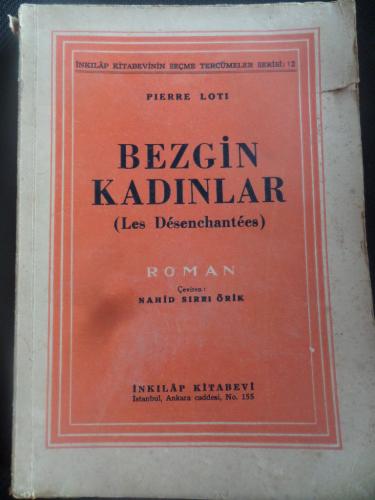 İNKILÂP KİTABEVİNİN SEÇME TERCÜMELER SERİSİ: 12
PIERRE LOTI
BEZGİN
KADINLAR
(Les Désenchantées)
ROMAN
Çeviren:
NAHİD SIRRI ÖRİK
İNKILÂP KİTABEVİ
Istanbul, Ankara caddesi, No. 155